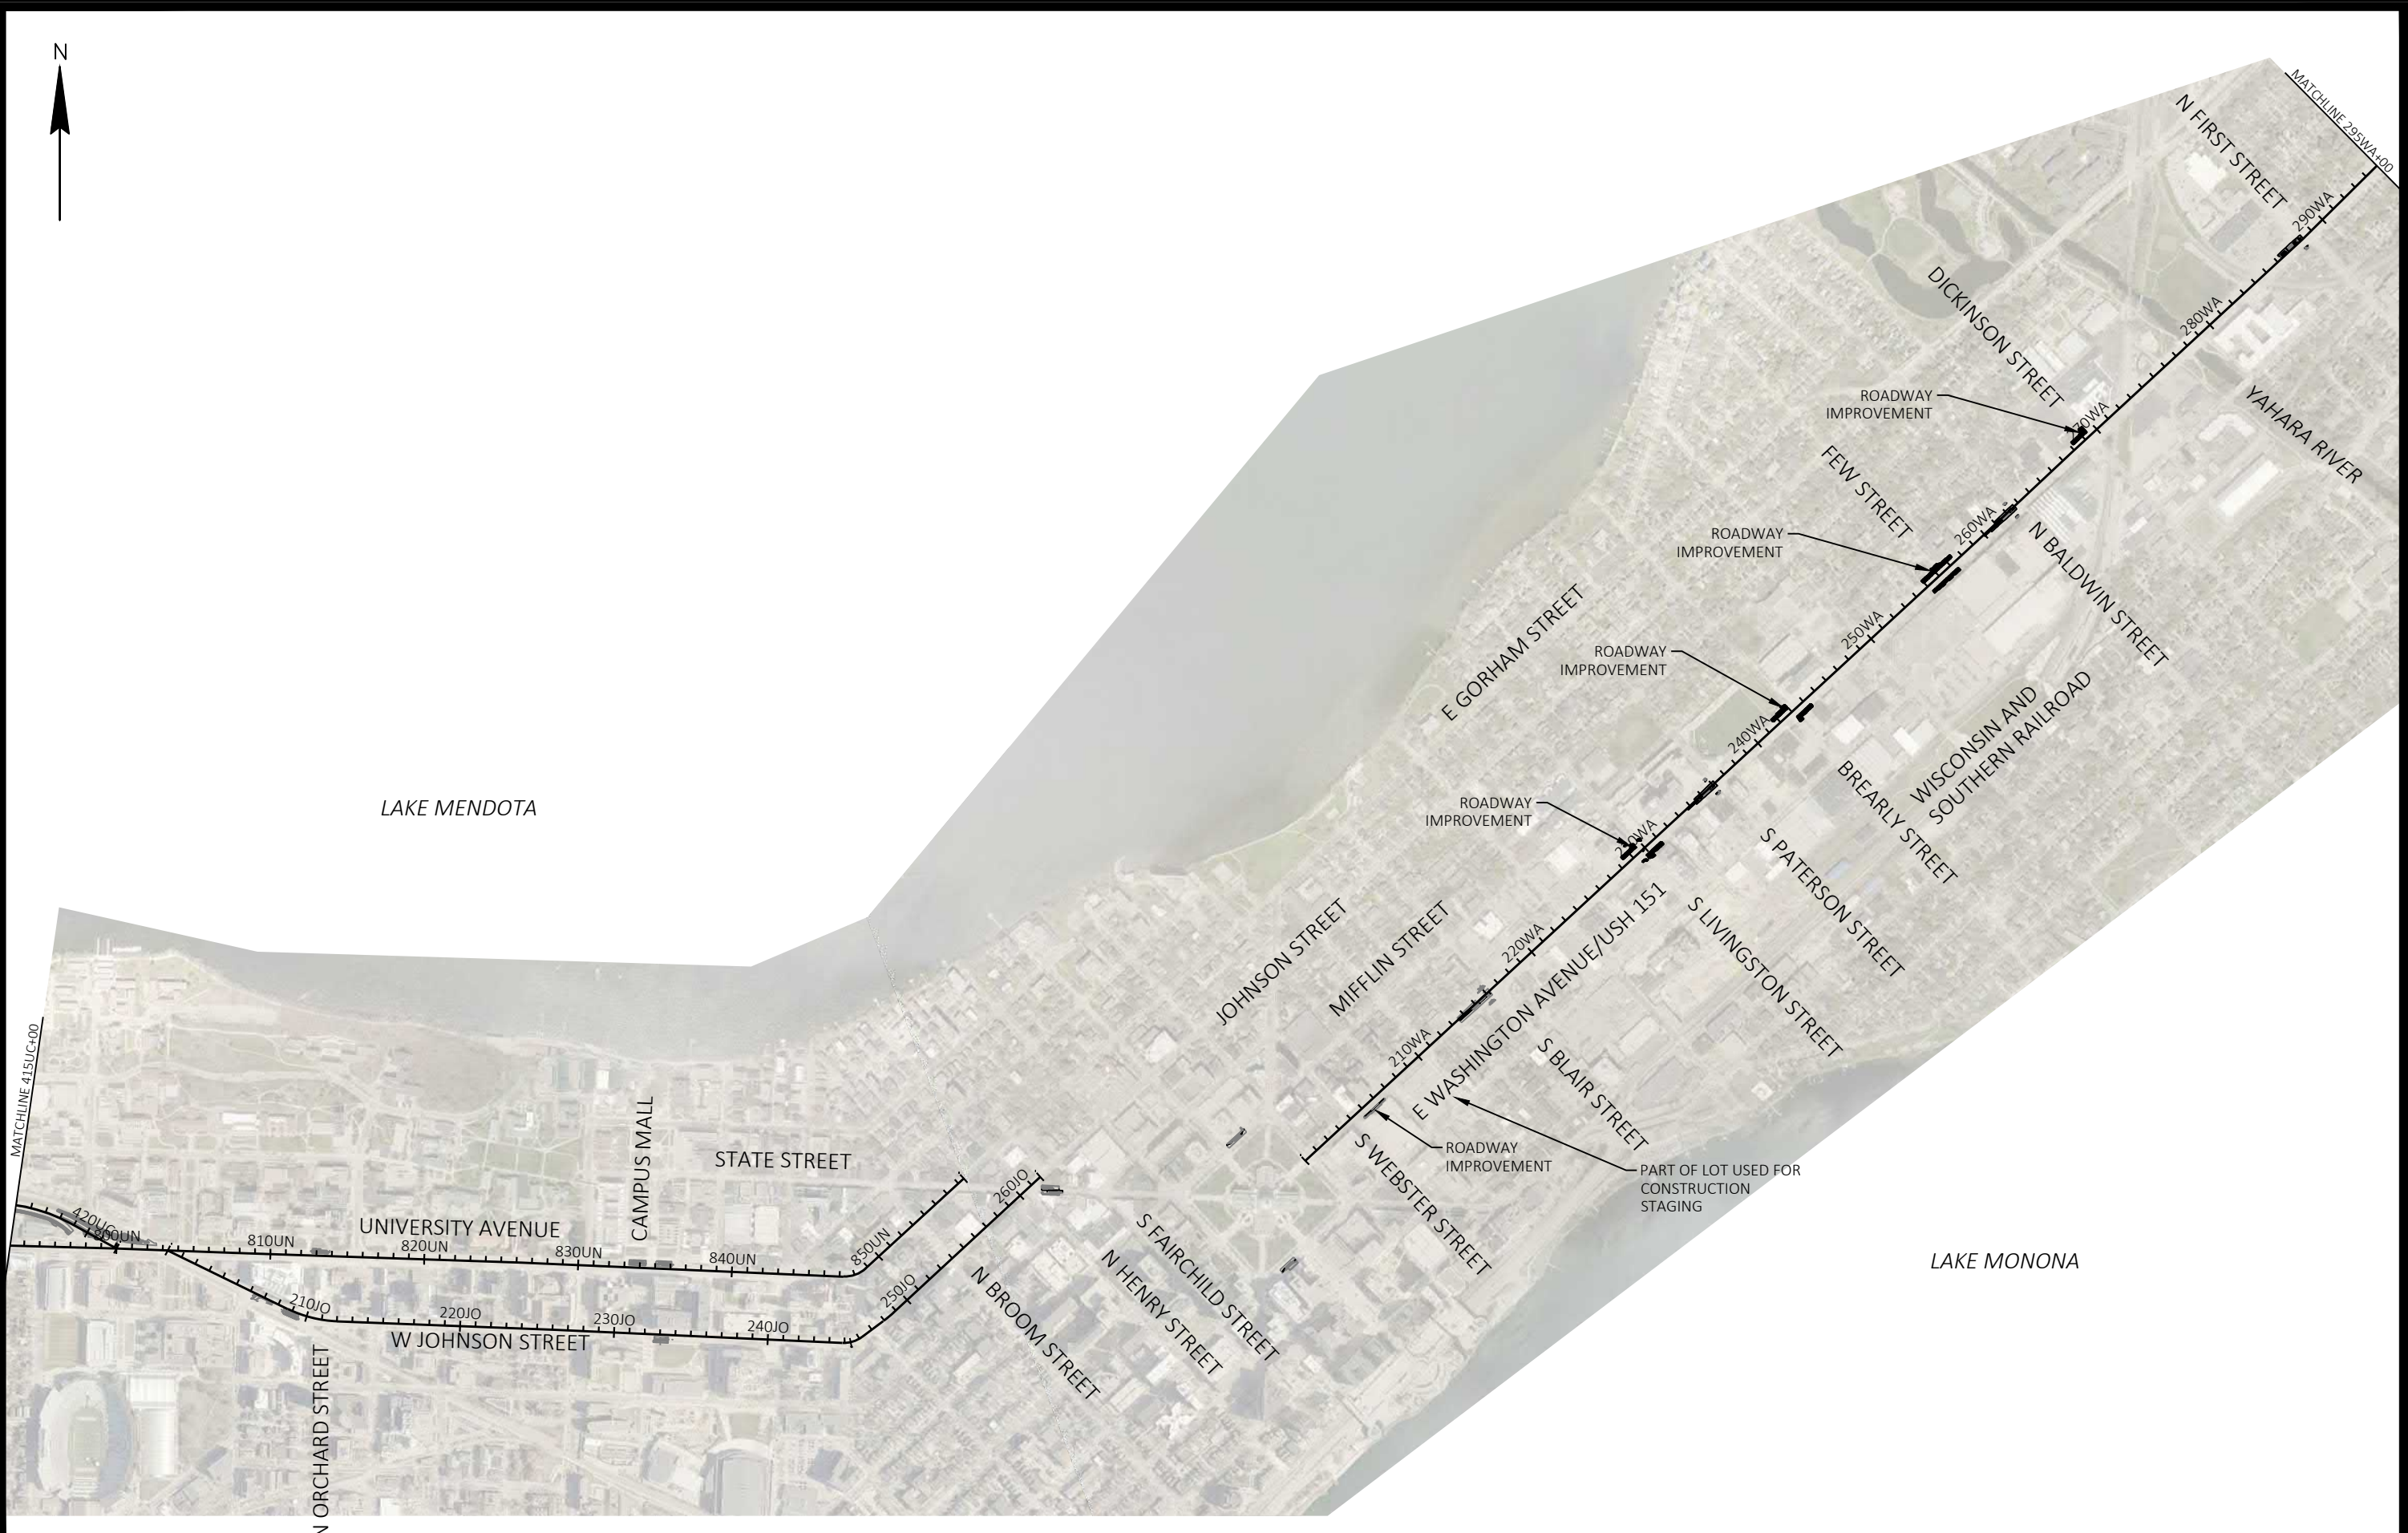 N
MATCHLINE 295WA+00
N FIRST STREET
290WA
DICKINSON STREET
280WA
YAHARA RIVER
ROADWAY
IMPROVEMENT
FEW STREET
ROADWAY
IMPROVEMENT
260WA
N BALDWIN STREET
E GORHAM STREET
250WA
ROADWAY
IMPROVEMENT
240WA
WISCONSIN AND
SOUTHERN RAILROAD
BREARLY STREET
LAKE MENDOTA
ROADWAY
IMPROVEMENT
S PATERSON STREET
S LIVINGSTON STREET
JOHNSON STREET
MIFFLIN STREET
220WA
E WASHINGTON AVENUE/USH 151
210WA
S BLAIR STREET
MATCHLINE 415UC+00
CAMPUS MALL
STATE STREET
ROADWAY
IMPROVEMENT
S WEBSTER STREET
PART OF LOT USED FOR
CONSTRUCTION
STAGING
260JO
420UC
800UN
UNIVERSITY AVENUE
810UN
820UN
830UN
840UN
850UN
S FAIRCHILD STREET
N HENRY STREET
N BROOM STREET
LAKE MONONA
250JO
210JO
220JO
230JO
240JO
W JOHNSON STREET
N ORCHARD STREET